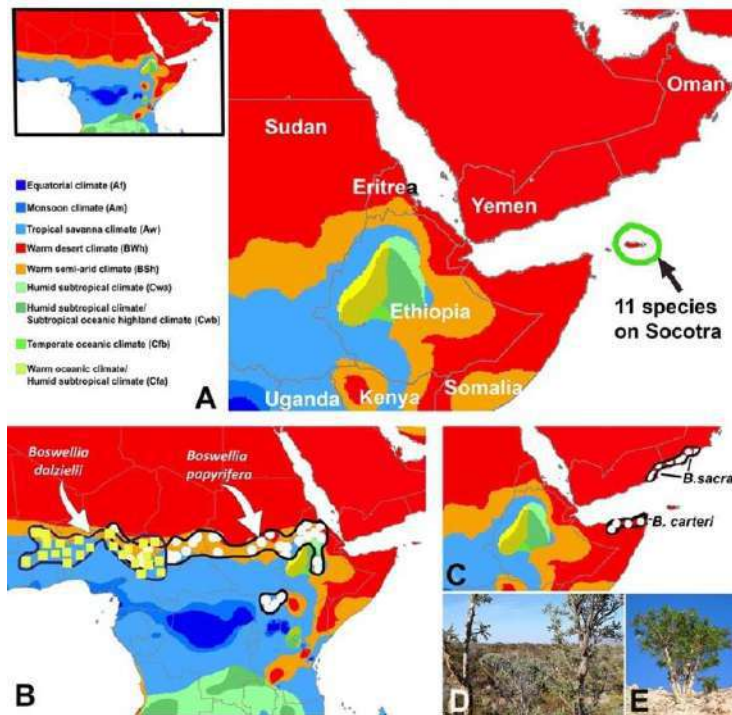 Oman
Sudan
Eritrea
Yemen
Equatorial climate (Af)
Monsoon climate (Am)
Tropical savanna climate (Aw)
Warm desert climate (BWh)
Warm semi-arid climate (BSh)
Humid subtropical climate (Cwa)
Humid subtropical climate/
Subtropical oceanic highland climate (Cwb)
Temperate oceanic climate (Cfb)
Warm oceanic climate/
Humid subtropical climate (Cfa)
Ethiopia
11 species
on Socotra
A
Uganda
Kenya
Somalia
Boswellia
dalzielii
Boswellia
papyrifera
B
B.sacra
B. carteri
C
D
E